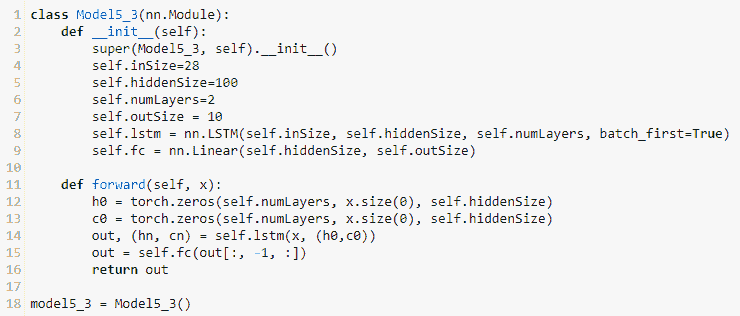 1 class Model5_3(nn.Module):
2     def __init__(self):
3         super(Model5_3, self).__init__()
4         self.inSize=28
5         self.hiddenSize=100
6         self.numLayers=2
7         self.outSize = 10
8         self.lstm = nn.LSTM(self.inSize, self.hiddenSize, self.numLayers, batch_first=True)
9         self.fc = nn.Linear(self.hiddenSize, self.outSize)
10
11     def forward(self, x):
12         h0 = torch.zeros(self.numLayers, x.size(0), self.hiddenSize)
13         c0 = torch.zeros(self.numLayers, x.size(0), self.hiddenSize)
14         out, (hn, cn) = self.lstm(x, (h0,c0))
15         out = self.fc(out[:, -1, :])
16         return out
17
18 model5_3 = Model5_3()